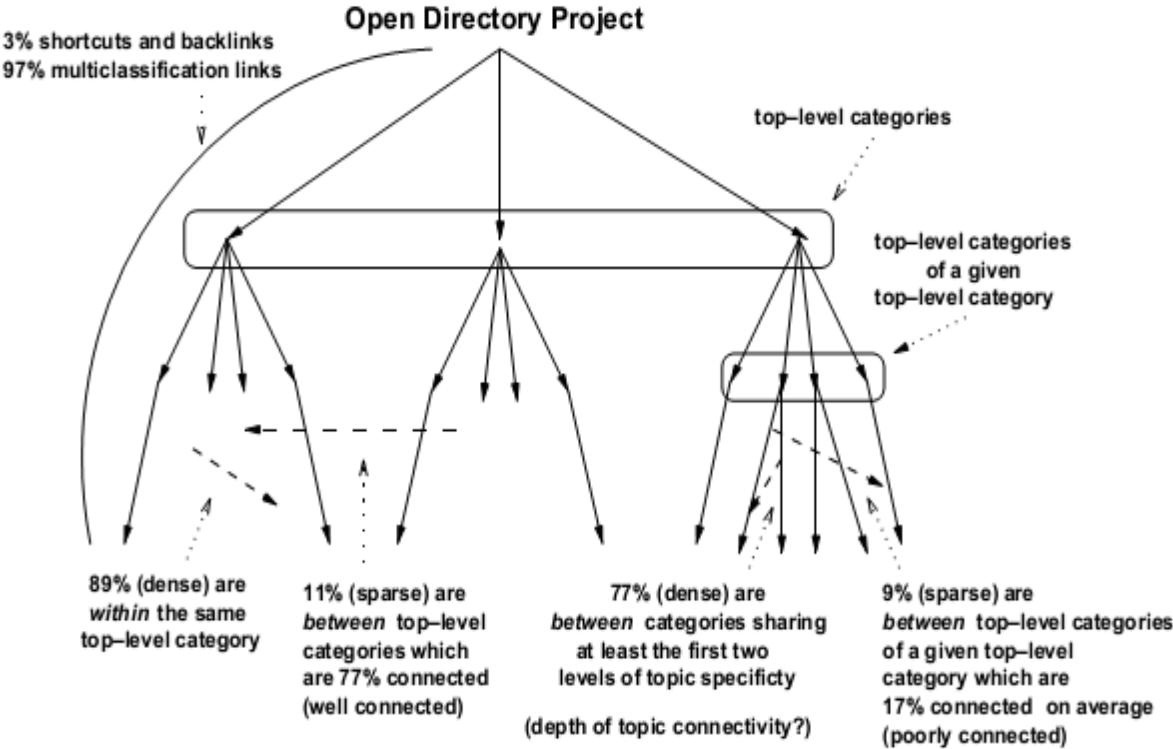 Open Directory Project
3% shortcuts and backlinks
97% multiclassification links
top–level categories
top–level categories
of a given
top–level category
89% (dense) are
within the same
top–level category
11% (sparse) are
between top–level
categories which
are 77% connected
(well connected)
77% (dense) are
between categories sharing
at least the first two
levels of topic specificty
(depth of topic connectivity?)
9% (sparse) are
between top–level categories
of a given top–level
category which are
17% connected on average
(poorly connected)